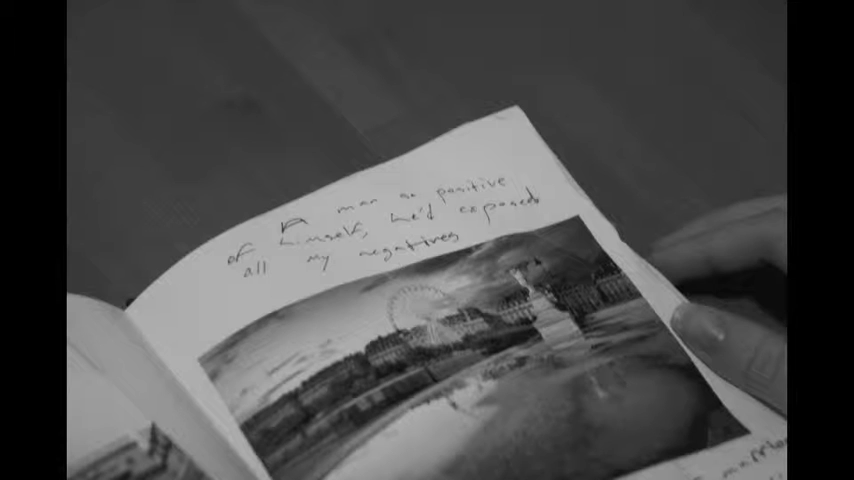 A man so positive
of himself, he'd exposed
all my negatives